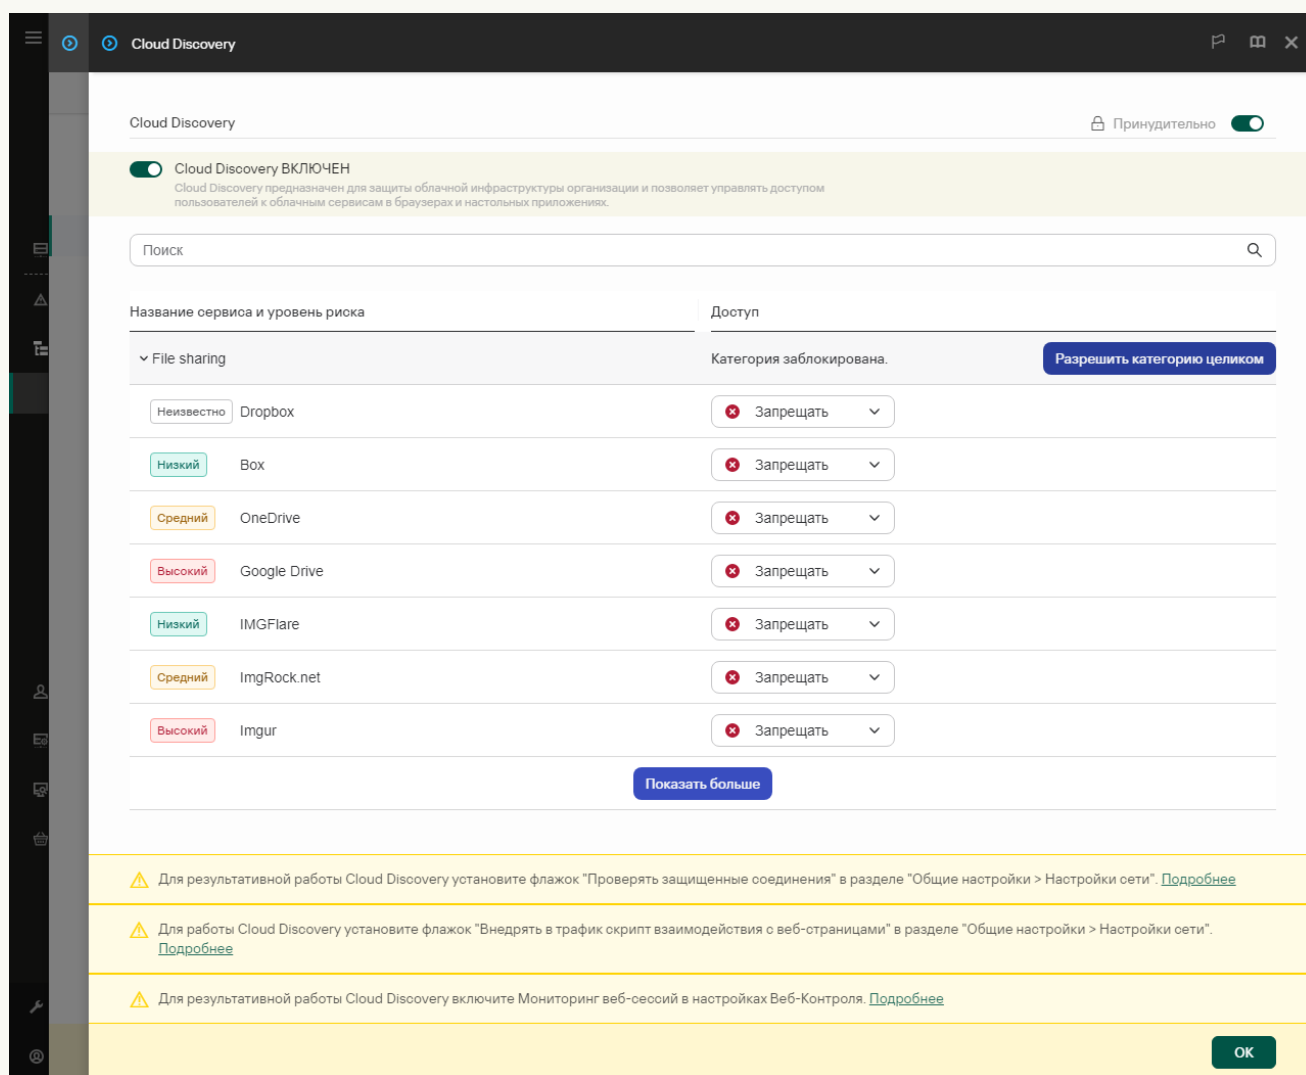 Cloud Discovery
Cloud Discovery
Принудительно
Cloud Discovery ВКЛЮЧЕН
Cloud Discovery предназначен для защиты облачной инфраструктуры организации и позволяет управлять доступом
пользователей к облачным сервисам в браузерах и настольных приложениях.
Поиск
Название сервиса и уровень риска
Доступ
File sharing
Категория заблокирована.
Разрешить категорию целиком
Неизвестно Dropbox Запрещать
Низкий Box Запрещать
Средний OneDrive Запрещать
Высокий Google Drive Запрещать
Низкий IMGFlare Запрещать
Средний ImgRock.net Запрещать
Высокий Imgur Запрещать
Показать больше
Для результативной работы Cloud Discovery установите флажок "Проверять защищенные соединения" в разделе "Общие настройки > Настройки сети". Подробнее
Для работы Cloud Discovery установите флажок "Внедрять в трафик скрипт взаимодействия с веб-страницами" в разделе "Общие настройки > Настройки сети".
Подробнее
Для результативной работы Cloud Discovery включите Мониторинг веб-сессий в настройках Веб-Контроля. Подробнее
ОК